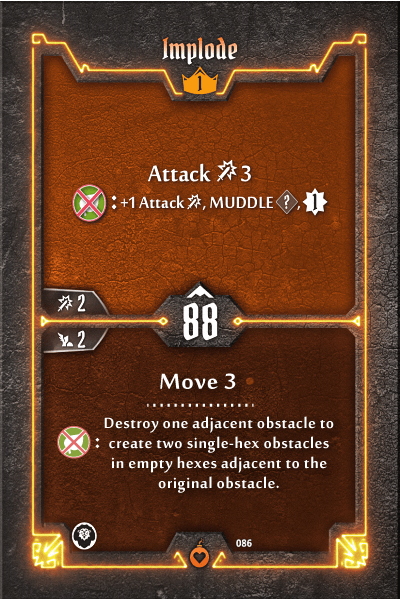 Implode
1
Attack 3
: +1 Attack , MUDDLE ? , 1
2
88
2
Move 3
Destroy one adjacent obstacle to
create two single-hex obstacles
: in empty hexes adjacent to the
original obstacle.
086